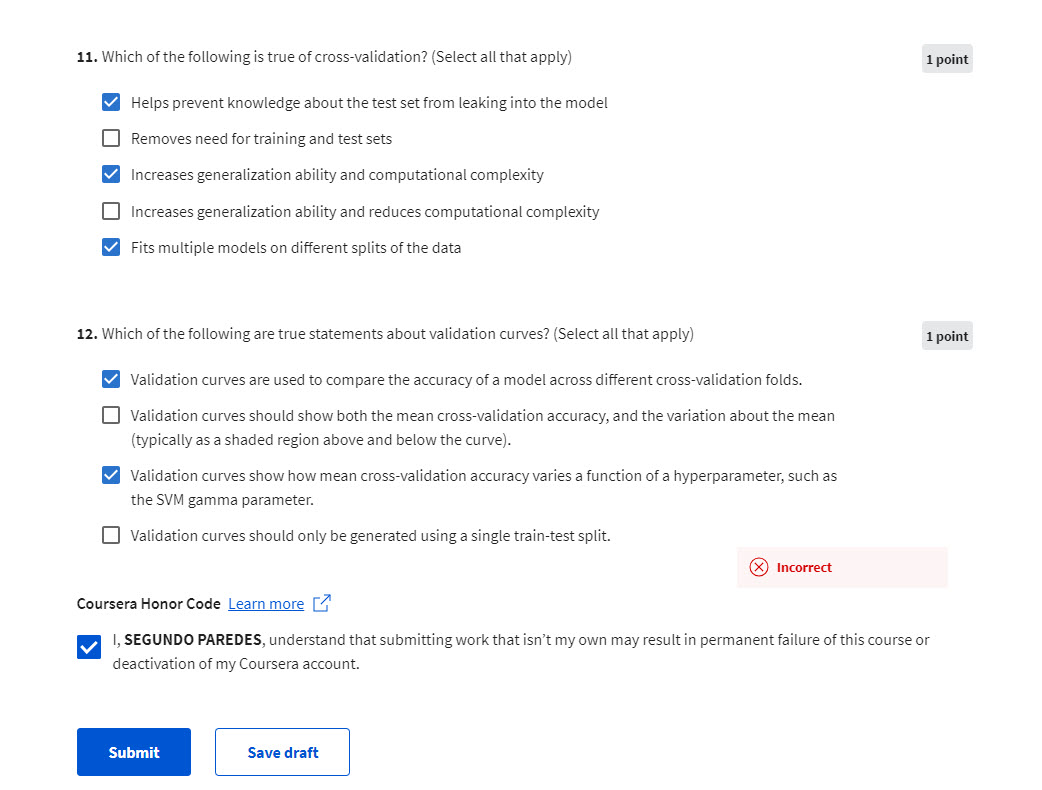 11. Which of the following is true of cross-validation? (Select all that apply)
1 point
Helps prevent knowledge about the test set from leaking into the model
Removes need for training and test sets
Increases generalization ability and computational complexity
Increases generalization ability and reduces computational complexity
Fits multiple models on different splits of the data
12. Which of the following are true statements about validation curves? (Select all that apply)
1 point
Validation curves are used to compare the accuracy of a model across different cross-validation folds.
Validation curves should show both the mean cross-validation accuracy, and the variation about the mean
(typically as a shaded region above and below the curve).
Validation curves show how mean cross-validation accuracy varies a function of a hyperparameter, such as
the SVM gamma parameter.
Validation curves should only be generated using a single train-test split.
Incorrect
Coursera Honor Code Learn more
I, SEGUNDO PAREDES, understand that submitting work that isn’t my own may result in permanent failure of this course or
deactivation of my Coursera account.
Submit
Save draft